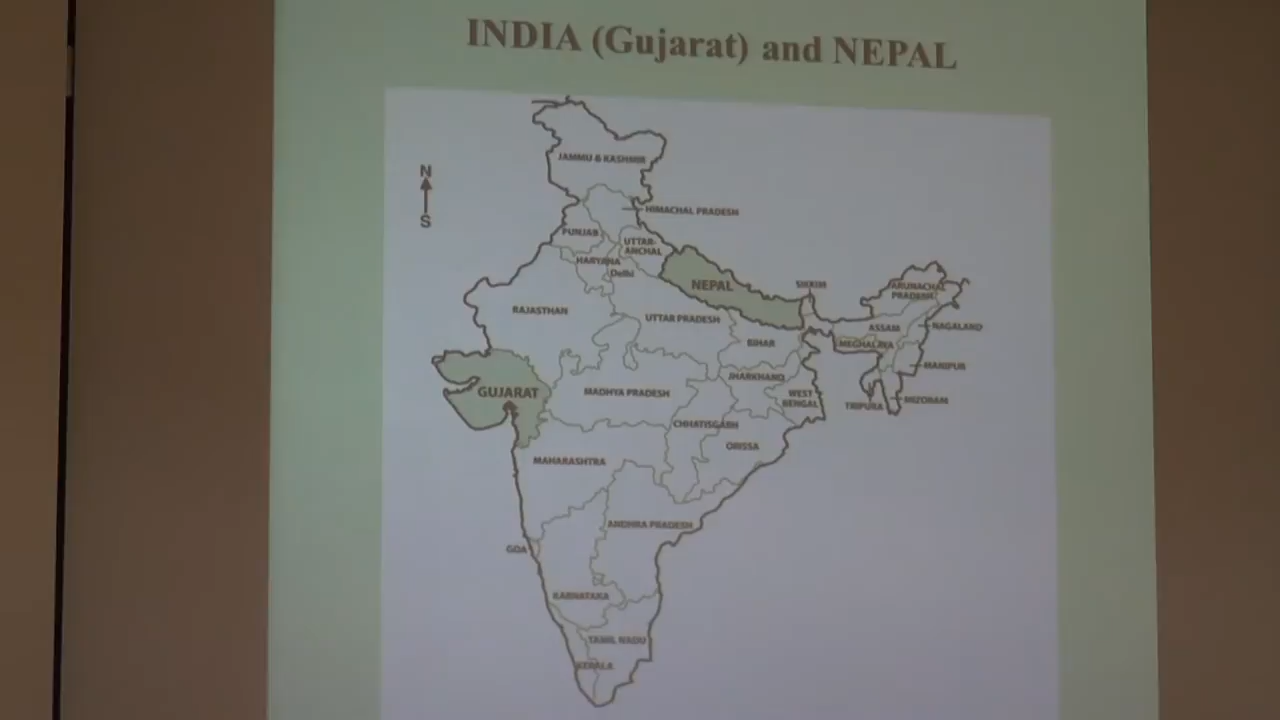 INDIA (Gujarat) and NEPAL
N
S
JAMMU & KASHMIR
HIMACHAL PRADESH
PUNJAB
UTTAR-
ANCHAL
HARYANA
Delhi
NEPAL
SIKKIM
ARUNACHAL
PRADESH
RAJASTHAN
UTTAR PRADESH
ASSAM
NAGALAND
BIHAR
MEGHALAYA
MANIPUR
JHARKHAND
GUJARAT
MADHYA PRADESH
WEST
BENGAL
TRIPURA
MIZORAM
CHHATISGARH
ORISSA
MAHARASHTRA
ANDHRA PRADESH
GOA
KARNATAKA
TAMIL NADU
KERALA